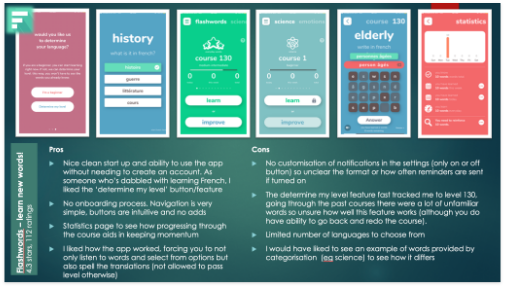 would you like us
to determine
your language?
history
what is it in french?
histoire
guerre
littérature
cours
flashwords
course 130
0 0 0
learn
improve
science
course 1
0 0 0
learn
improve
course 130
elderly
write in french
personnes âgées
Answer
statistics
Flashwords – learn new words!
4.3 stars, 112 ratings
Pros
Nice clean start up and ability to use the app
without needing to create an account. As
someone who's dabbled with learning French, I
liked the 'determine my level' button/feature
No onboarding process. Navigation is very
simple, buttons are intuitive and no adds
Statistics page to see how progressing through
the course aids in keeping momentum
I liked how the app worked, forcing you to not
only listen to words and select from options but
also spell the translations (not allowed to pass
level otherwise)
Cons
No customisation of notifications in the settings (only on or off
button) so unclear the format or how often reminders are sent
if turned on
The determine my level feature fast tracked me to level 130,
going through the past courses there were a lot of unfamiliar
words so unsure how well this feature works (although you do
have ability to go back and redo the course).
Limited number of languages to choose from
I would have liked to see an example of words provided by
categorisation (eg science) to see how it differs